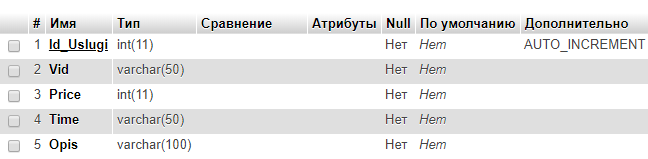 # Имя Тип Сравнение Атрибуты Null По умолчанию Дополнительно
1 Id_Uslugi int(11) Нет Нет AUTO_INCREMENT
2 Vid varchar(50) Нет Нет
3 Price int(11) Нет Нет
4 Time varchar(50) Нет Нет
5 Opis varchar(100) Нет Нет